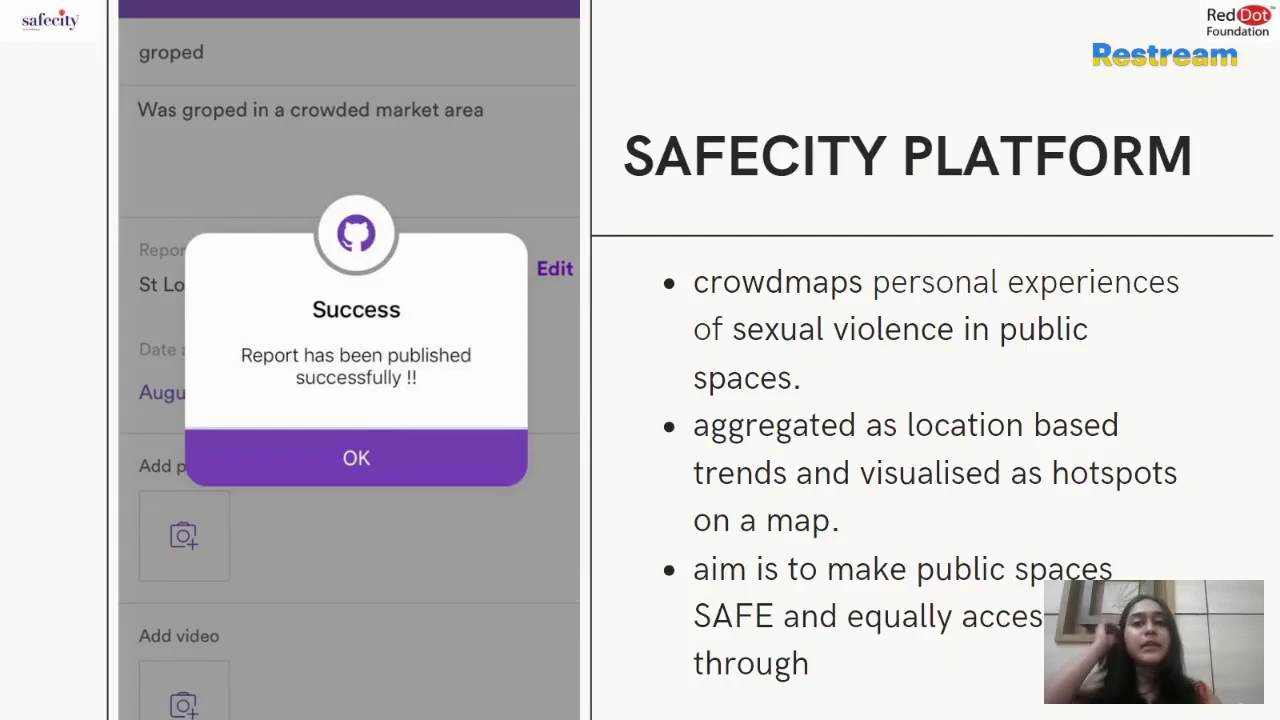 safecity
groped
Was groped in a crowded market area
Repor
St Lo
Edit
Date a
Augu
Success
Report has been published
successfully !!
OK
Add p
Add video
RedDot
Foundation
Restream
SAFECITY PLATFORM
• crowdmaps personal experiences
of sexual violence in public
spaces.
• aggregated as location based
trends and visualised as hotspots
on a map.
• aim is to make public spaces
SAFE and equally acces
through